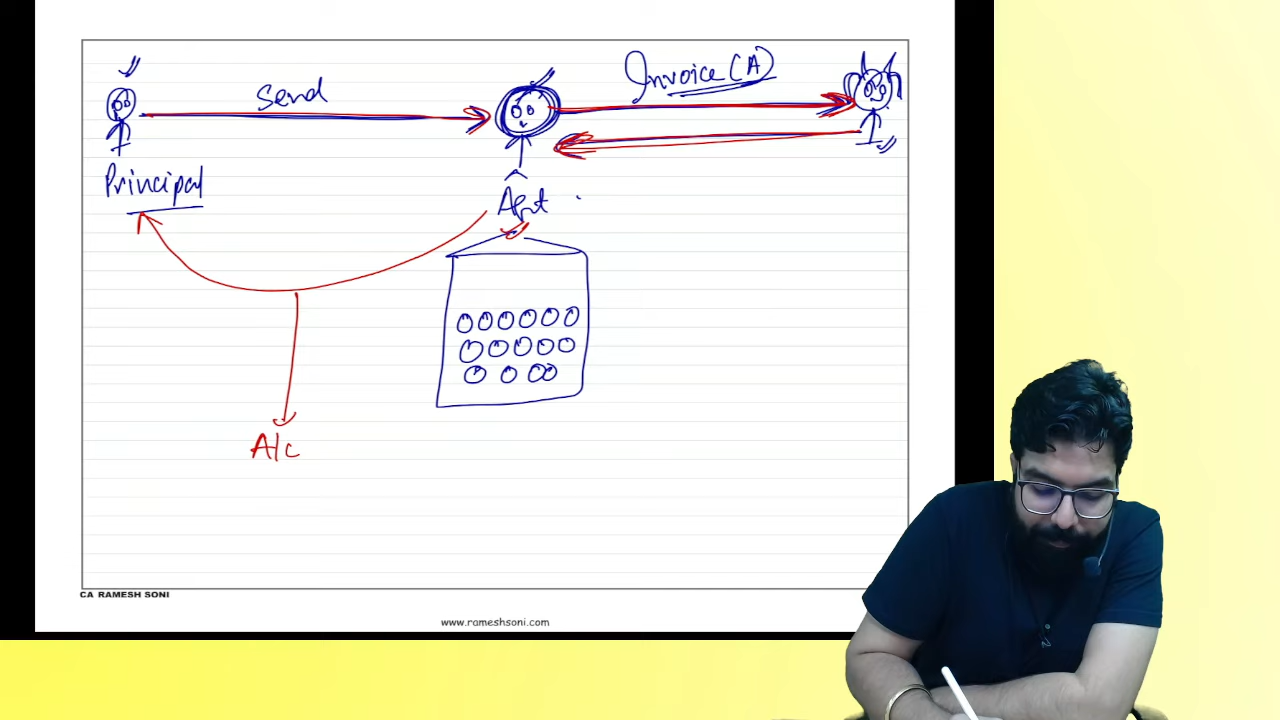 Send
Invoice (A)
Principal
Agent
A/c
CA RAMESH SONI
www.rameshsoni.com